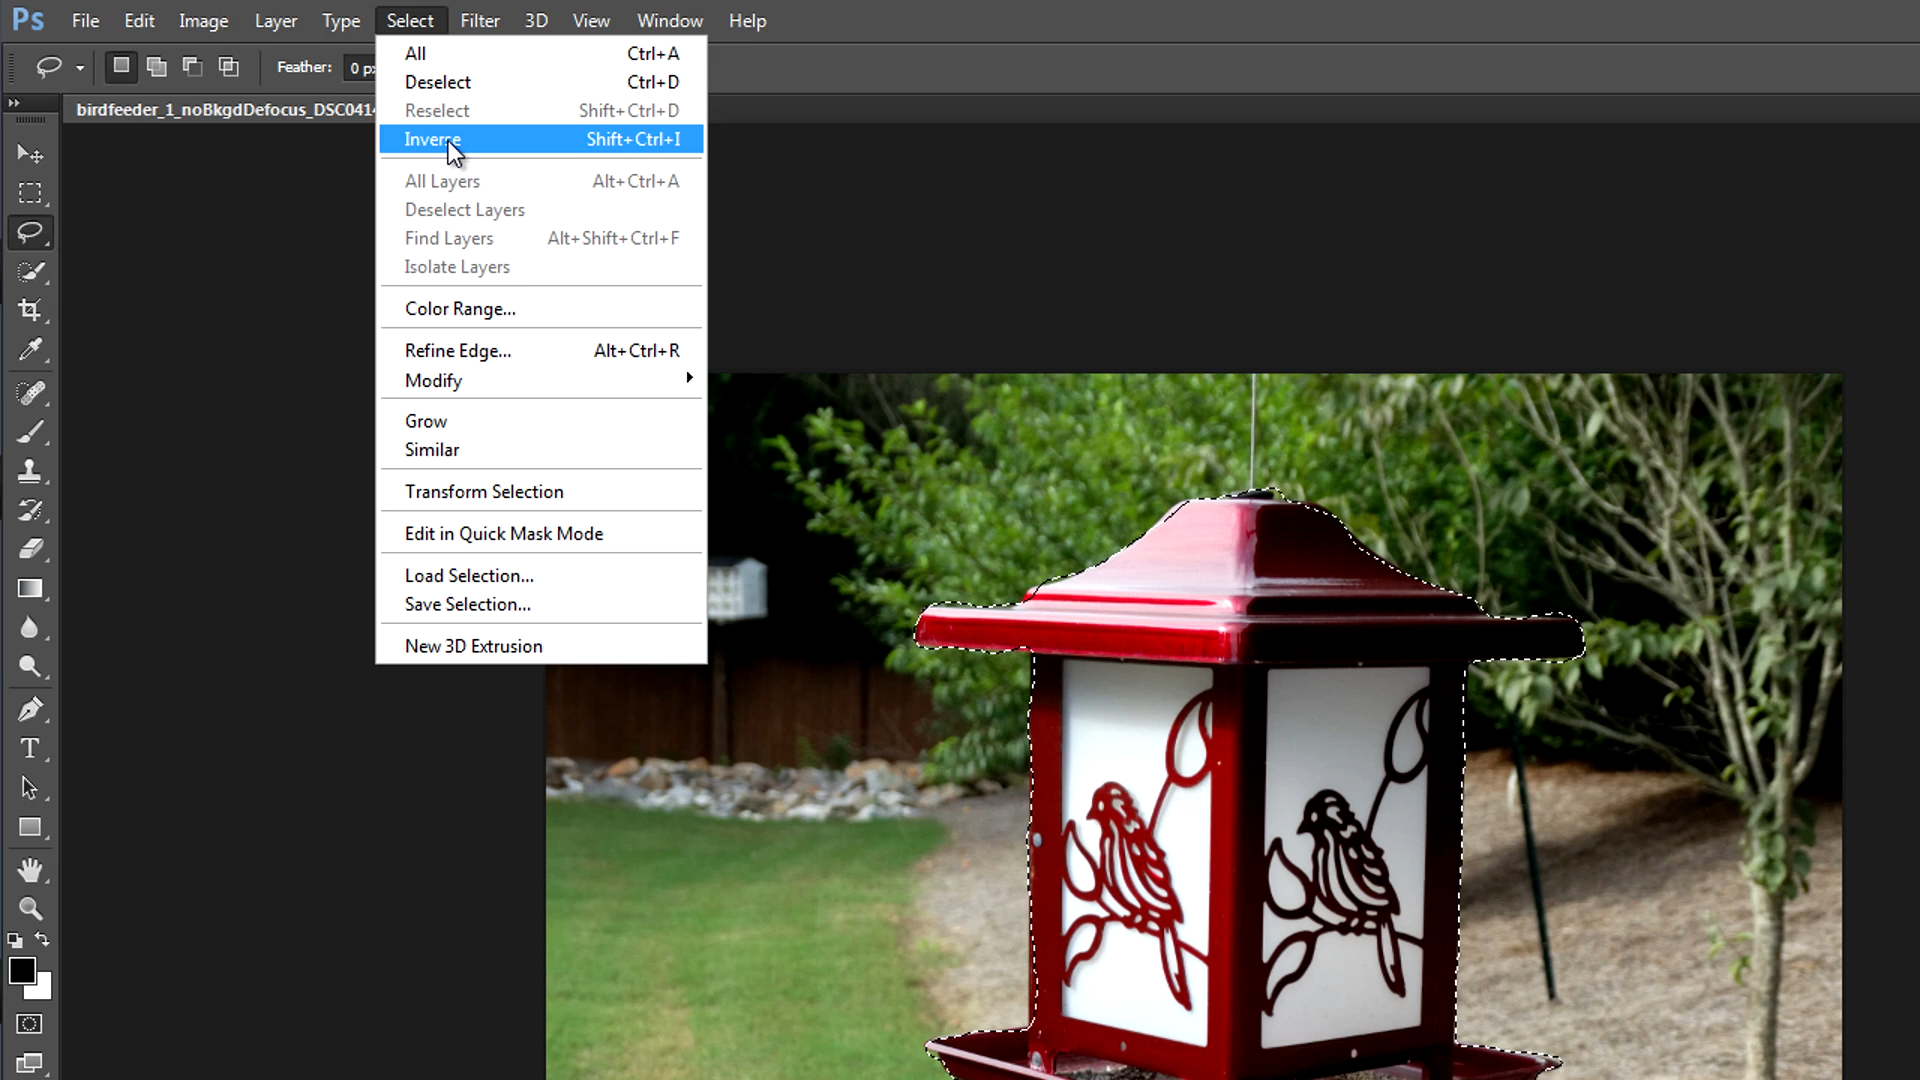 Ps File Edit Image Layer Type Select Filter 3D View Window Help
Feather: 0 px
birdfeeder_1_noBkgdDefocus_DSC0414
All Ctrl+A
Deselect Ctrl+D
Reselect Shift+Ctrl+D
Inverse Shift+Ctrl+I
All Layers Alt+Ctrl+A
Deselect Layers
Find Layers Alt+Shift+Ctrl+F
Isolate Layers
Color Range...
Refine Edge... Alt+Ctrl+R
Modify
Grow
Similar
Transform Selection
Edit in Quick Mask Mode
Load Selection...
Save Selection...
New 3D Extrusion